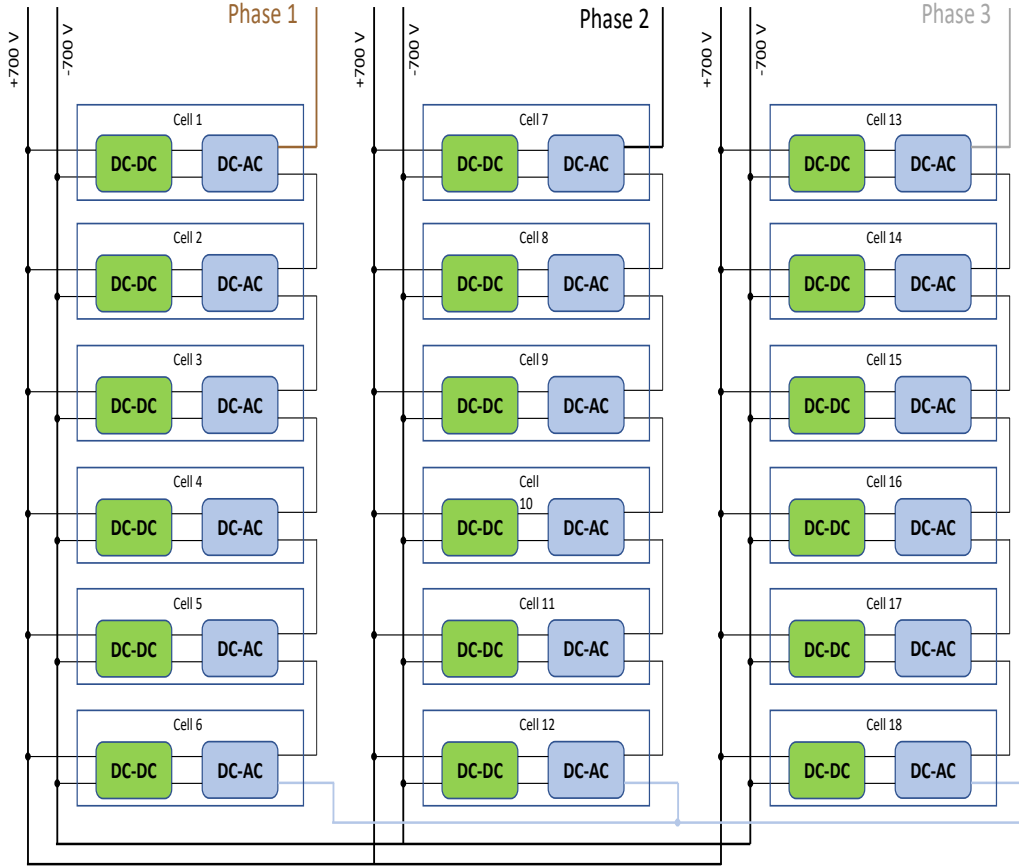 Phase 1
Phase 2
Phase 3
+700 V
-700 V
+700 V
-700 V
+700 V
-700 V
Cell 1
DC-DC
DC-AC
Cell 2
DC-DC
DC-AC
Cell 3
DC-DC
DC-AC
Cell 4
DC-DC
DC-AC
Cell 5
DC-DC
DC-AC
Cell 6
DC-DC
DC-AC
Cell 7
DC-DC
DC-AC
Cell 8
DC-DC
DC-AC
Cell 9
DC-DC
DC-AC
Cell
10
DC-DC
DC-AC
Cell 11
DC-DC
DC-AC
Cell 12
DC-DC
DC-AC
Cell 13
DC-DC
DC-AC
Cell 14
DC-DC
DC-AC
Cell 15
DC-DC
DC-AC
Cell 16
DC-DC
DC-AC
Cell 17
DC-DC
DC-AC
Cell 18
DC-DC
DC-AC